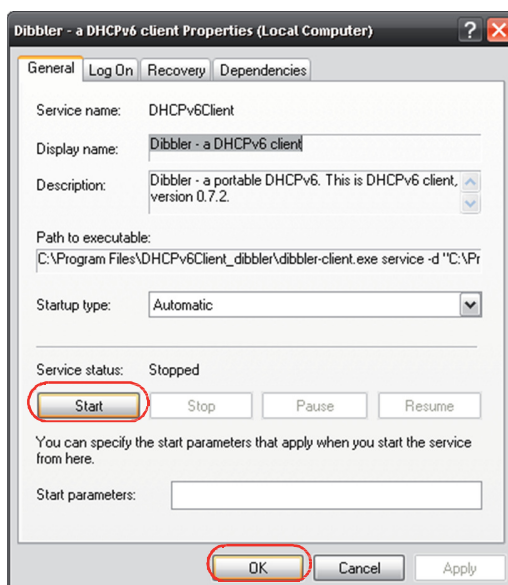 Dibbler - a DHCPv6 client Properties (Local Computer)
General Log On Recovery Dependencies
Service name: DHCPv6Client
Display name: Dibbler - a DHCPv6 client
Description: Dibbler - a portable DHCPv6. This is DHCPv6 client,
version 0.7.2.
Path to executable:
C:\Program Files\DHCPv6Client_dibbler\dibbler-client.exe service -d "C:\Pr
Startup type: Automatic
Service status: Stopped
Start Stop Pause Resume
You can specify the start parameters that apply when you start the service
from here.
Start parameters:
OK Cancel Apply